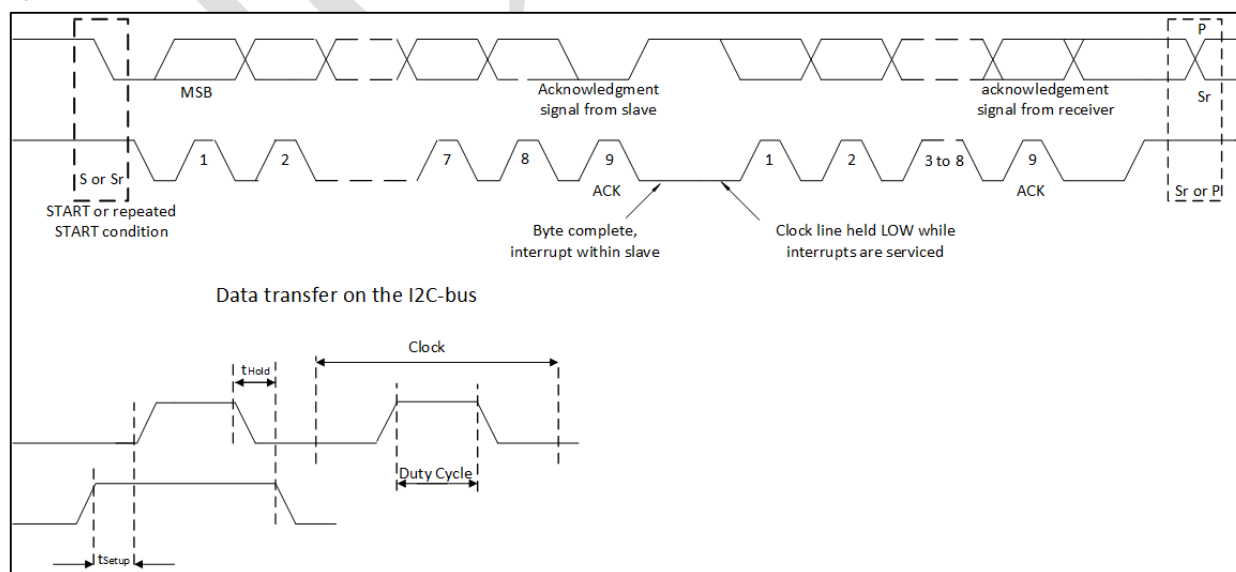 P
MSB
Acknowledgment
signal from slave
acknowledgement
signal from receiver
Sr
1
2
7
8
9
1
2
3 to 8
9
S or Sr
ACK
ACK
Sr or P
START or repeated
START condition
Byte complete,
interrupt within slave
Clock line held LOW while
interrupts are serviced
Data transfer on the I2C-bus
Clock
tHold
Duty Cycle
tSetup